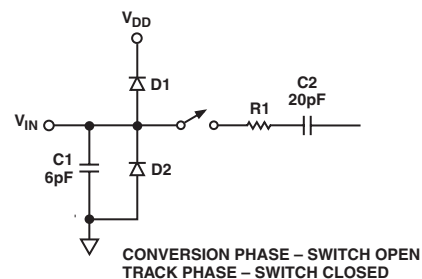 VDD
D1
C2
20pF
R1
VIN
C1
6pF
D2
CONVERSION PHASE – SWITCH OPEN
TRACK PHASE – SWITCH CLOSED